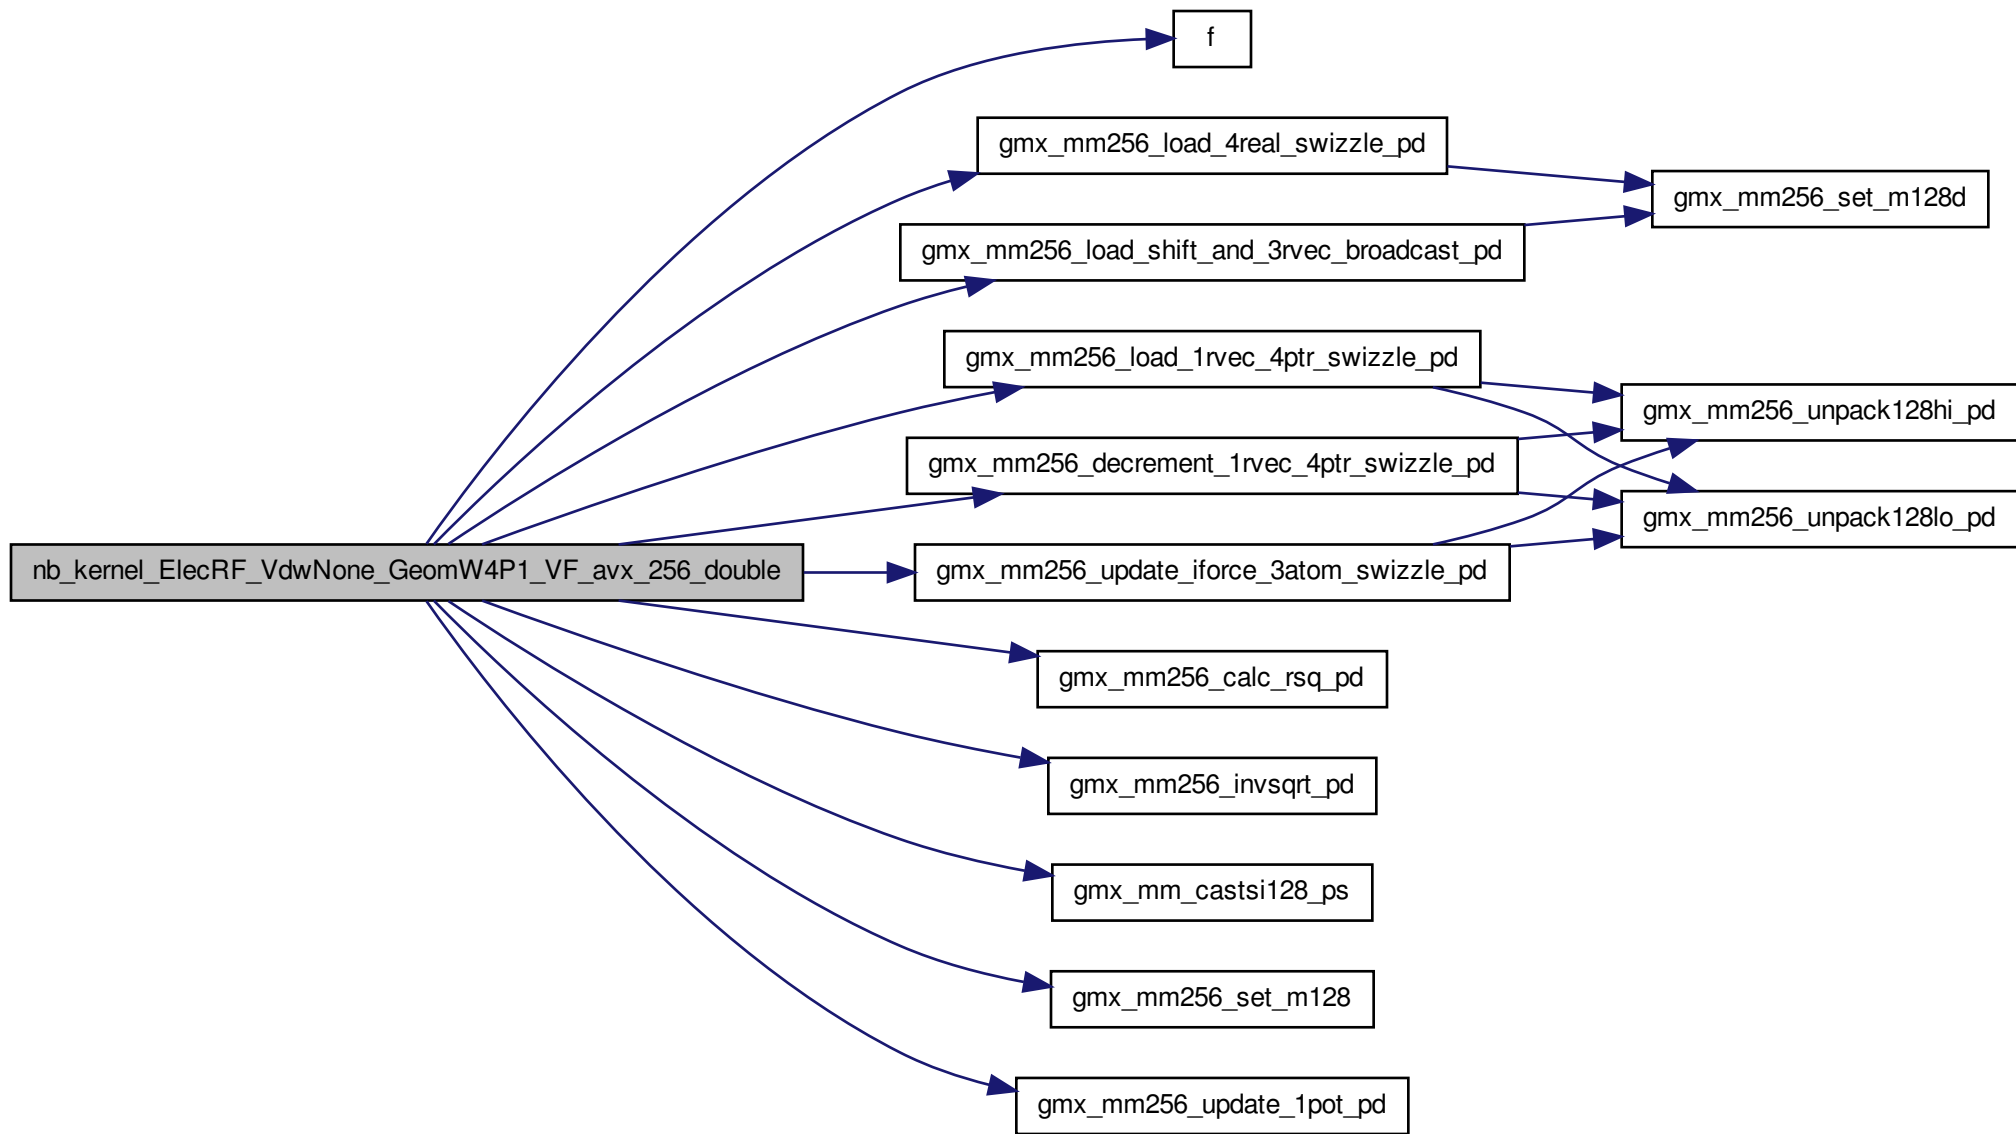 f
gmx_mm256_load_4real_swizzle_pd
gmx_mm256_set_m128d
gmx_mm256_load_shift_and_3rvec_broadcast_pd
gmx_mm256_load_1rvec_4ptr_swizzle_pd
gmx_mm256_unpack128hi_pd
gmx_mm256_decrement_1rvec_4ptr_swizzle_pd
gmx_mm256_unpack128lo_pd
nb_kernel_ElecRF_VdwNone_GeomW4P1_VF_avx_256_double
gmx_mm256_update_iforce_3atom_swizzle_pd
gmx_mm256_calc_rsq_pd
gmx_mm256_invsqrt_pd
gmx_mm_castsi128_ps
gmx_mm256_set_m128
gmx_mm256_update_1pot_pd